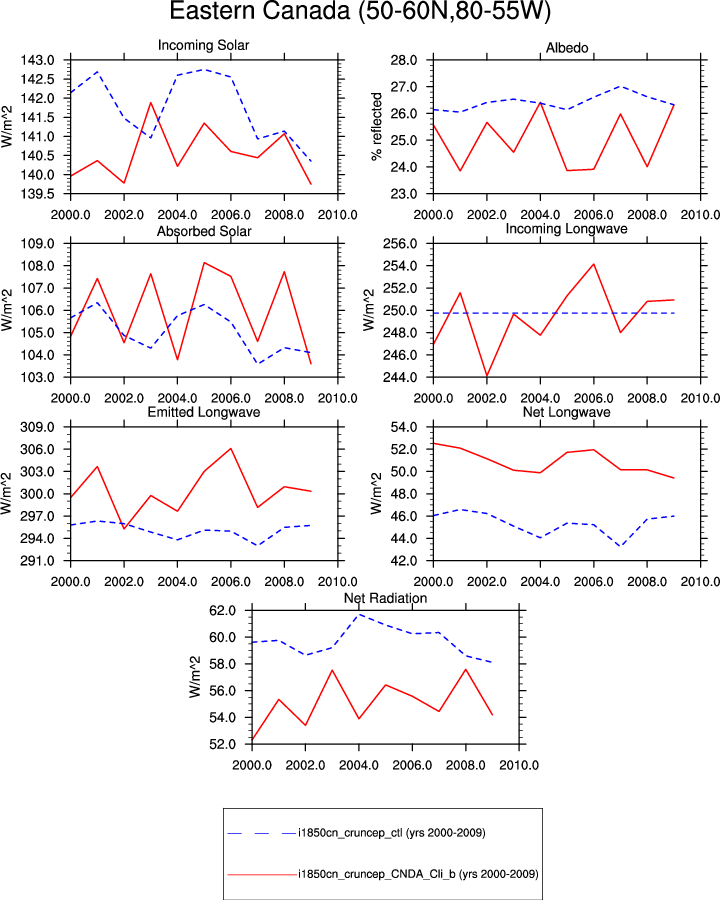 Eastern Canada (50-60N,80-55W)
Incoming Solar
W/m^2
143.0
142.5
142.0
141.5
141.0
140.5
140.0
139.5
2000.0 2002.0 2004.0 2006.0 2008.0 2010.0
Albedo
% reflected
28.0
27.0
26.0
25.0
24.0
23.0
2000.0 2002.0 2004.0 2006.0 2008.0 2010.0
Absorbed Solar
W/m^2
109.0
108.0
107.0
106.0
105.0
104.0
103.0
2000.0 2002.0 2004.0 2006.0 2008.0 2010.0
Incoming Longwave
W/m^2
256.0
254.0
252.0
250.0
248.0
246.0
244.0
2000.0 2002.0 2004.0 2006.0 2008.0 2010.0
Emitted Longwave
W/m^2
309.0
306.0
303.0
300.0
297.0
294.0
291.0
2000.0 2002.0 2004.0 2006.0 2008.0 2010.0
Net Longwave
W/m^2
54.0
52.0
50.0
48.0
46.0
44.0
42.0
2000.0 2002.0 2004.0 2006.0 2008.0 2010.0
Net Radiation
W/m^2
62.0
60.0
58.0
56.0
54.0
52.0
2000.0 2002.0 2004.0 2006.0 2008.0 2010.0
i1850cn_cruncep_ctl (yrs 2000-2009)
i1850cn_cruncep_CNDA_Cli_b (yrs 2000-2009)